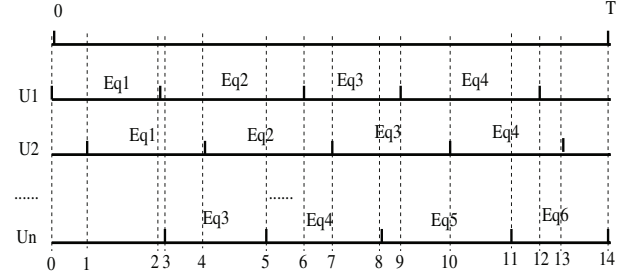 0 T
U1 Eq1 Eq2 Eq3 Eq4
U2 Eq1 Eq2 Eq3 Eq4
...... ......
Un Eq3 Eq4 Eq5 Eq6
0 1 2 3 4 5 6 7 8 9 10 11 12 13 14